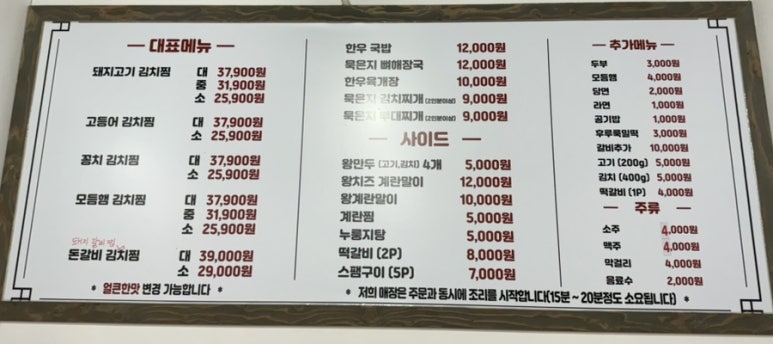 대표메뉴
돼지고기 김치찜 대 37,900원
중 31,900원
소 25,900원
고등어 김치찜 대 37,900원
소 25,900원
꽁치 김치찜 대 37,900원
소 25,900원
모듬햄 김치찜 대 37,900원
중 31,900원
소 25,900원
돼지 갈비찜
돈갈비 김치찜 대 39,000원
소 29,000원
* 얼큰한맛 변경 가능합니다 *
한우 국밥 12,000원
묵은지 뼈해장국 12,000원
한우육개장 10,000원
묵은지 김치찌개 (2인분이상) 9,000원
묵은지 부대찌개 (2인분이상) 9,000원
사이드
왕만두 (고기,김치) 4개 5,000원
왕치즈 계란말이 12,000원
왕계란말이 10,000원
계란찜 5,000원
누룽지탕 5,000원
떡갈비 (2P) 8,000원
스팸구이 (5P) 7,000원
* 저희 매장은 주문과 동시에 조리를 시작합니다(15분 ~ 20분정도 소요됩니다) *
추가메뉴
두부 3,000원
모듬햄 4,000원
당면 2,000원
라면 1,000원
공기밥 1,000원
후루룩밀떡 3,000원
갈비추가 10,000원
고기 (200g) 5,000원
김치 (400g) 5,000원
떡갈비 (1P) 4,000원
주류
소주 4,000원
맥주 4,000원
막걸리 4,000원
음료수 2,000원